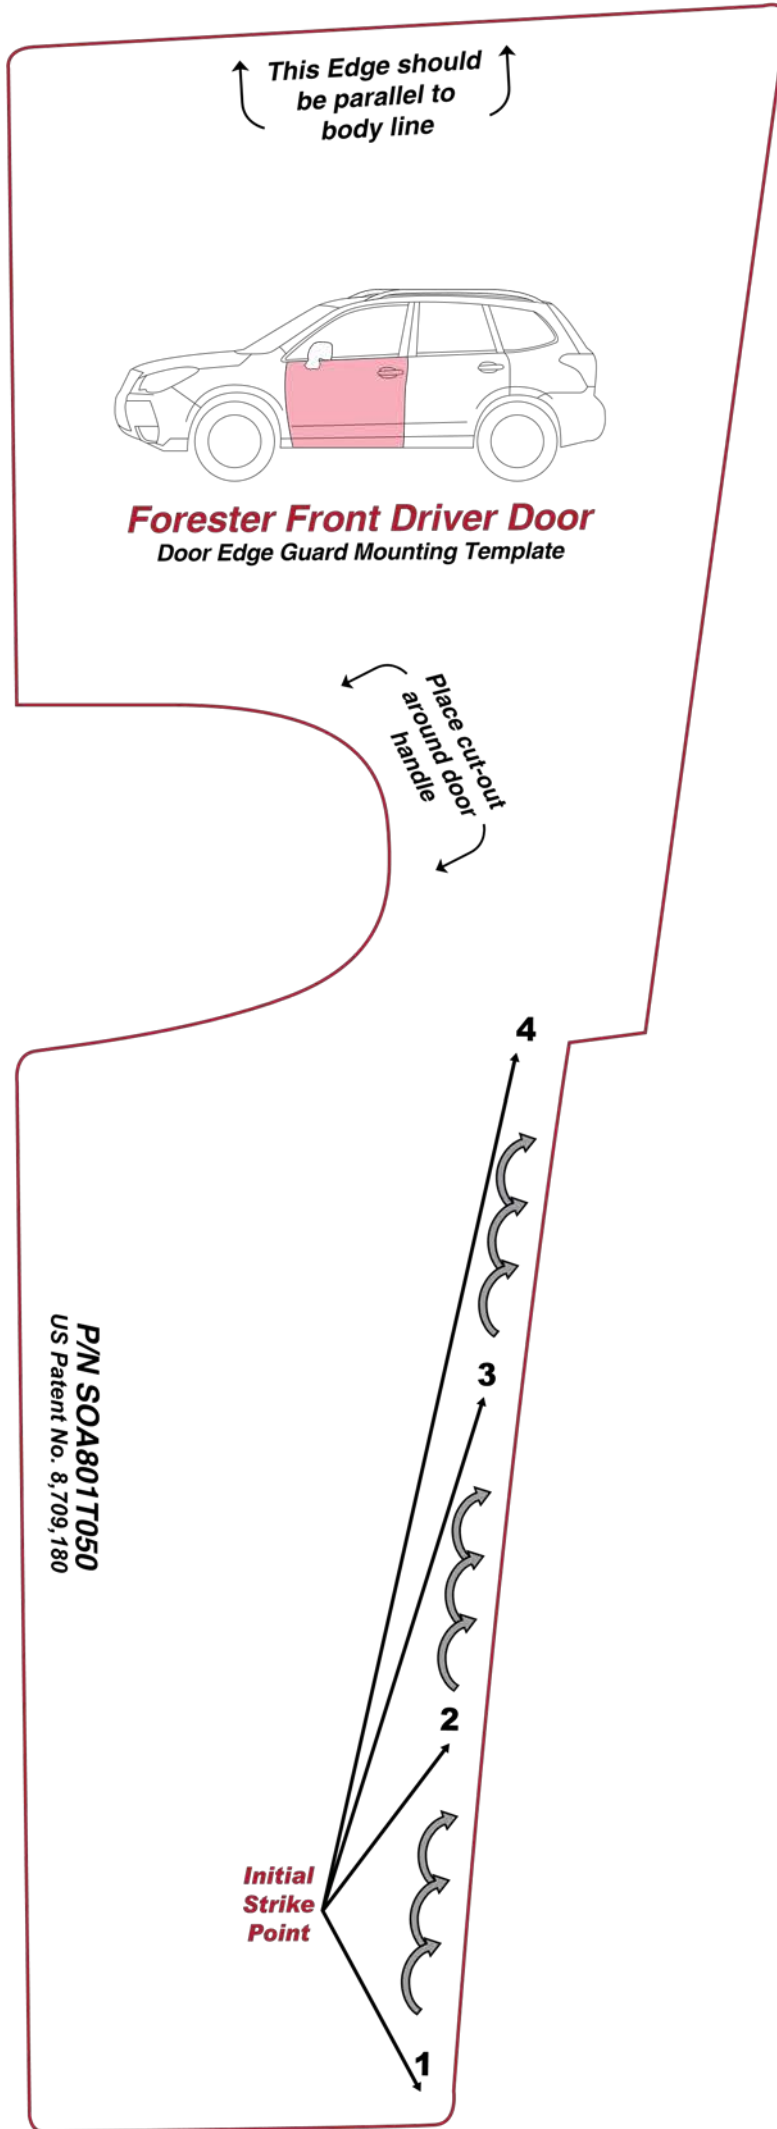 This Edge should
be parallel to
body line
Forester Front Driver Door
Door Edge Guard Mounting Template
Place cut-out
around door
handle
4
3
P/N SOA801T050
US Patent No. 8,709,180
2
Initial
Strike
Point
1